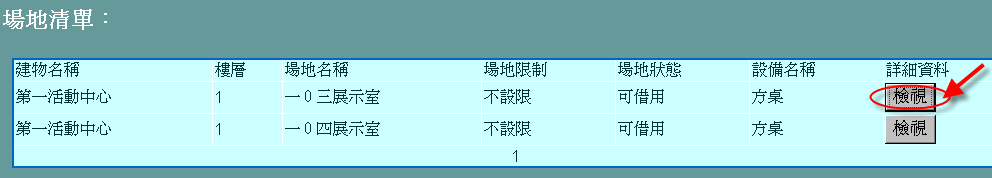 場地清單：
建物名稱 樓層 場地名稱 場地限制 場地狀態 設備名稱 詳細資料
第一活動中心 1 一0三展示室 不設限 可借用 方桌 檢視
第一活動中心 1 一0四展示室 不設限 可借用 方桌 檢視
1